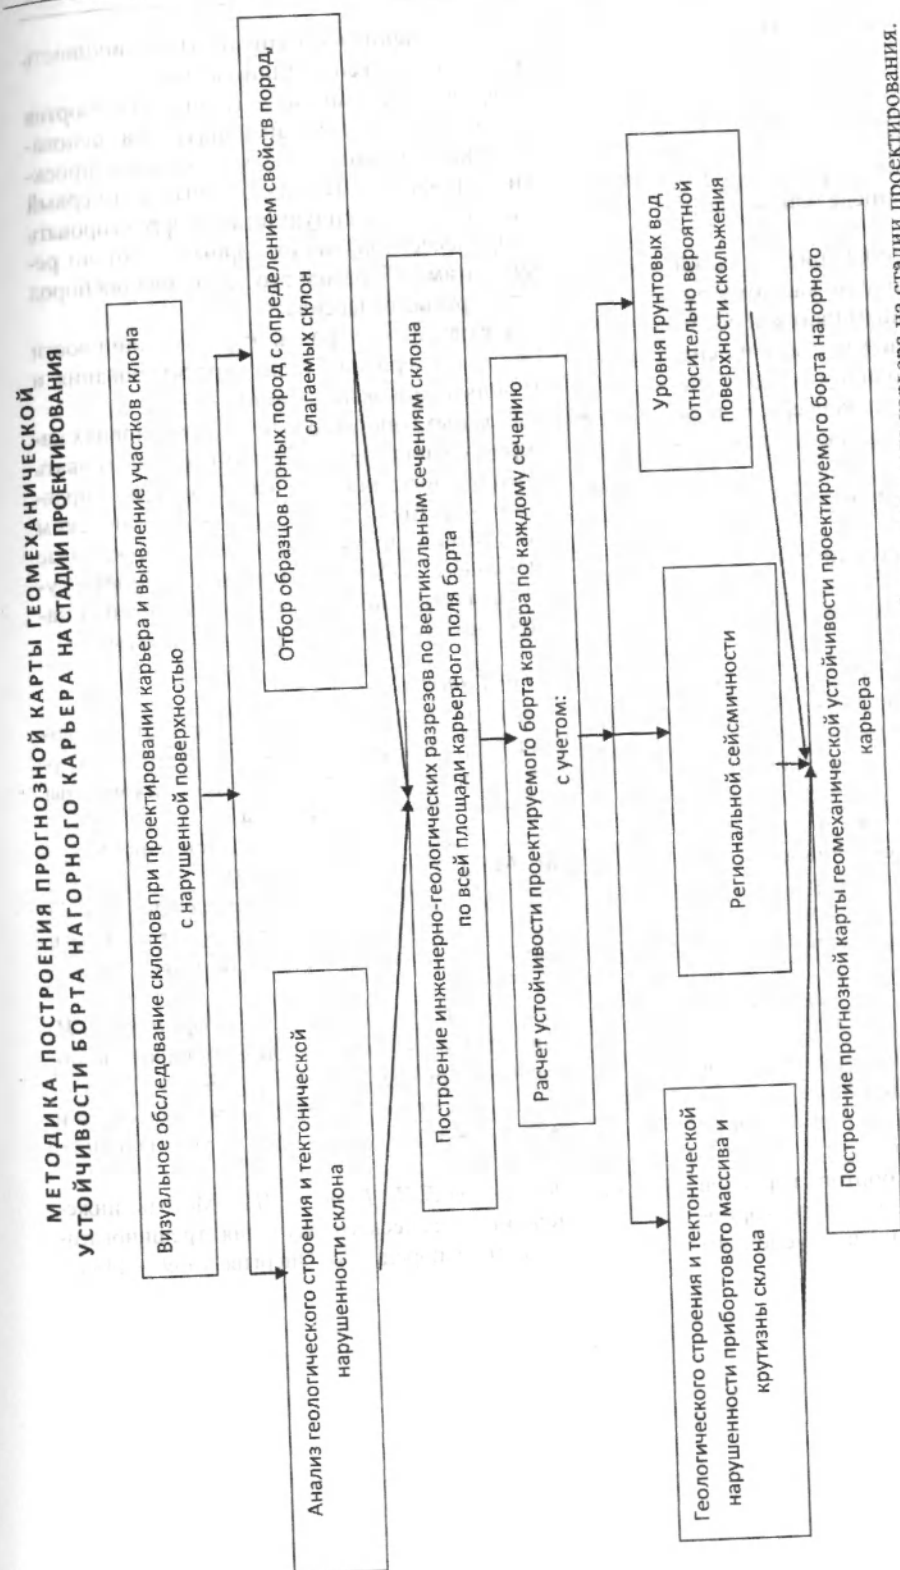 МЕТОДИКА ПОСТРОЕНИЯ ПРОГНОЗНОЙ КАРТЫ ГЕОМЕХАНИЧЕСКОЙ
УСТОЙЧИВОСТИ БОРТА НАГОРНОГО КАРЬЕРА НА СТАДИИ ПРОЕКТИРОВАНИЯ
Визуальное обследование склонов при проектировании карьера и выявление участков склона
с нарушенной поверхностью
Анализ геологического строения и тектонической
нарушенности склона
Отбор образцов горных пород с определением свойств пород,
слагаемых склон
Построение инженерно-геологических разрезов по вертикальным сечениям склона
по всей площади карьерного поля борта
Расчет устойчивости проектируемого борта карьера по каждому сечению
с учетом:
Геологического строения и тектонической
нарушенности прибортового массива и
крутизны склона
Региональной сейсмичности
Уровня грунтовых вод
относительно вероятной
поверхности скольжения
Построение прогнозной карты геомеханической устойчивости проектируемого борта нагорного
карьера
на стадии проектирования.